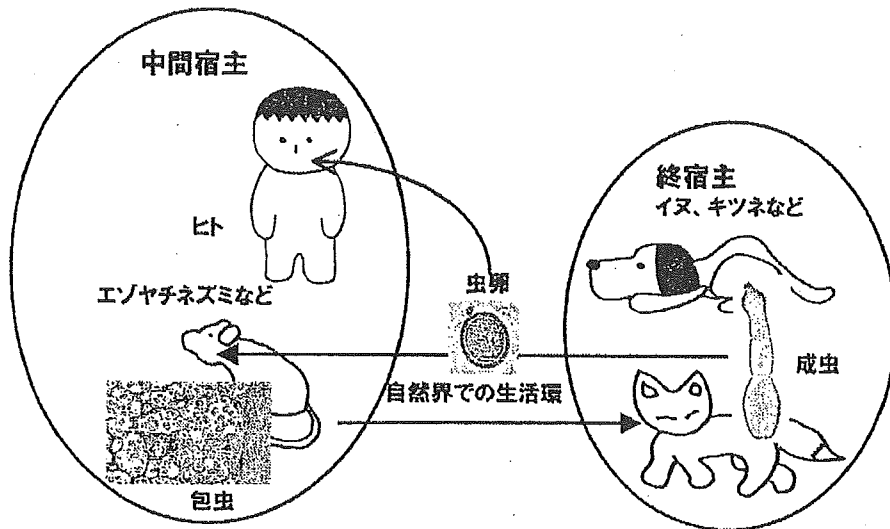 中間宿主
ヒト
エゾヤチネズミなど
包虫
虫卵
自然界での生活環
終宿主
イヌ、キツネなど
成虫